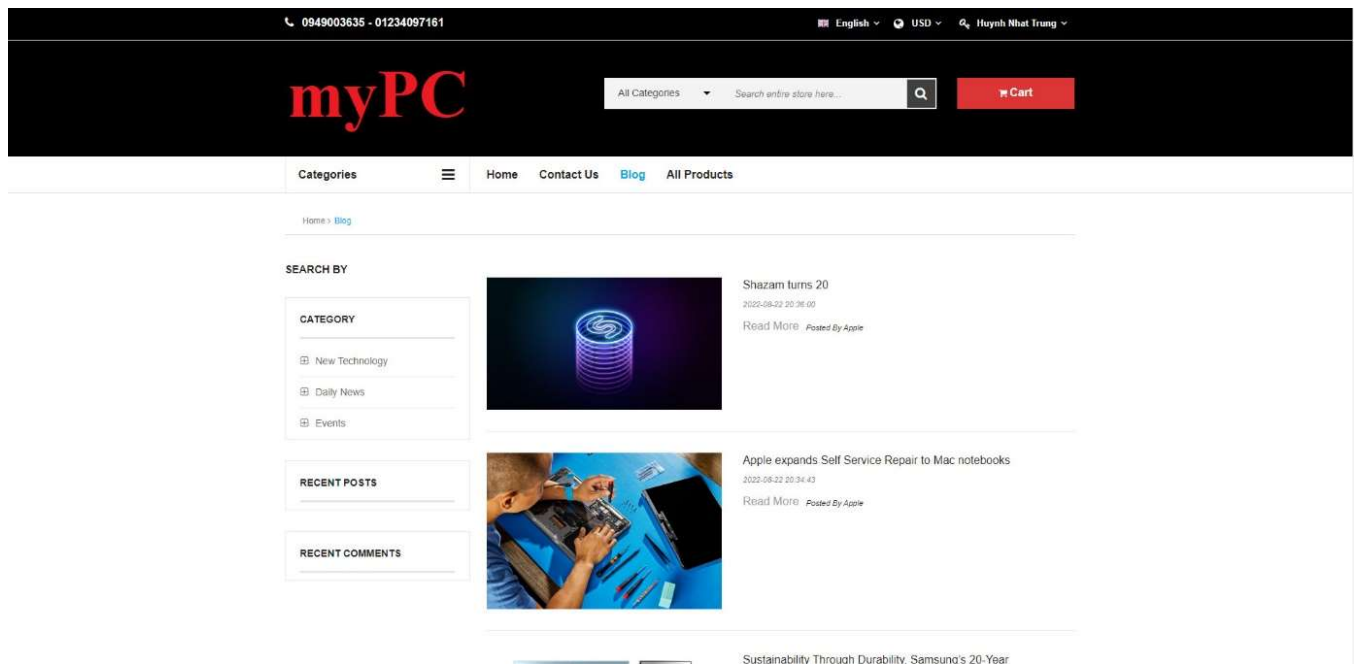 0949003635 - 01234097161
English USD Huynh Nhat Trung
myPC
All Categories Search entire store here... Cart
Categories Home Contact Us Blog All Products
Home > Blog
SEARCH BY
CATEGORY
New Technology
Daily News
Events
RECENT POSTS
RECENT COMMENTS
Shazam turns 20
2022-08-22 20:36:00
Read More Posted By Apple
Apple expands Self Service Repair to Mac notebooks
2022-08-22 20:34:43
Read More Posted By Apple
Sustainability Through Durability, Samsung's 20-Year